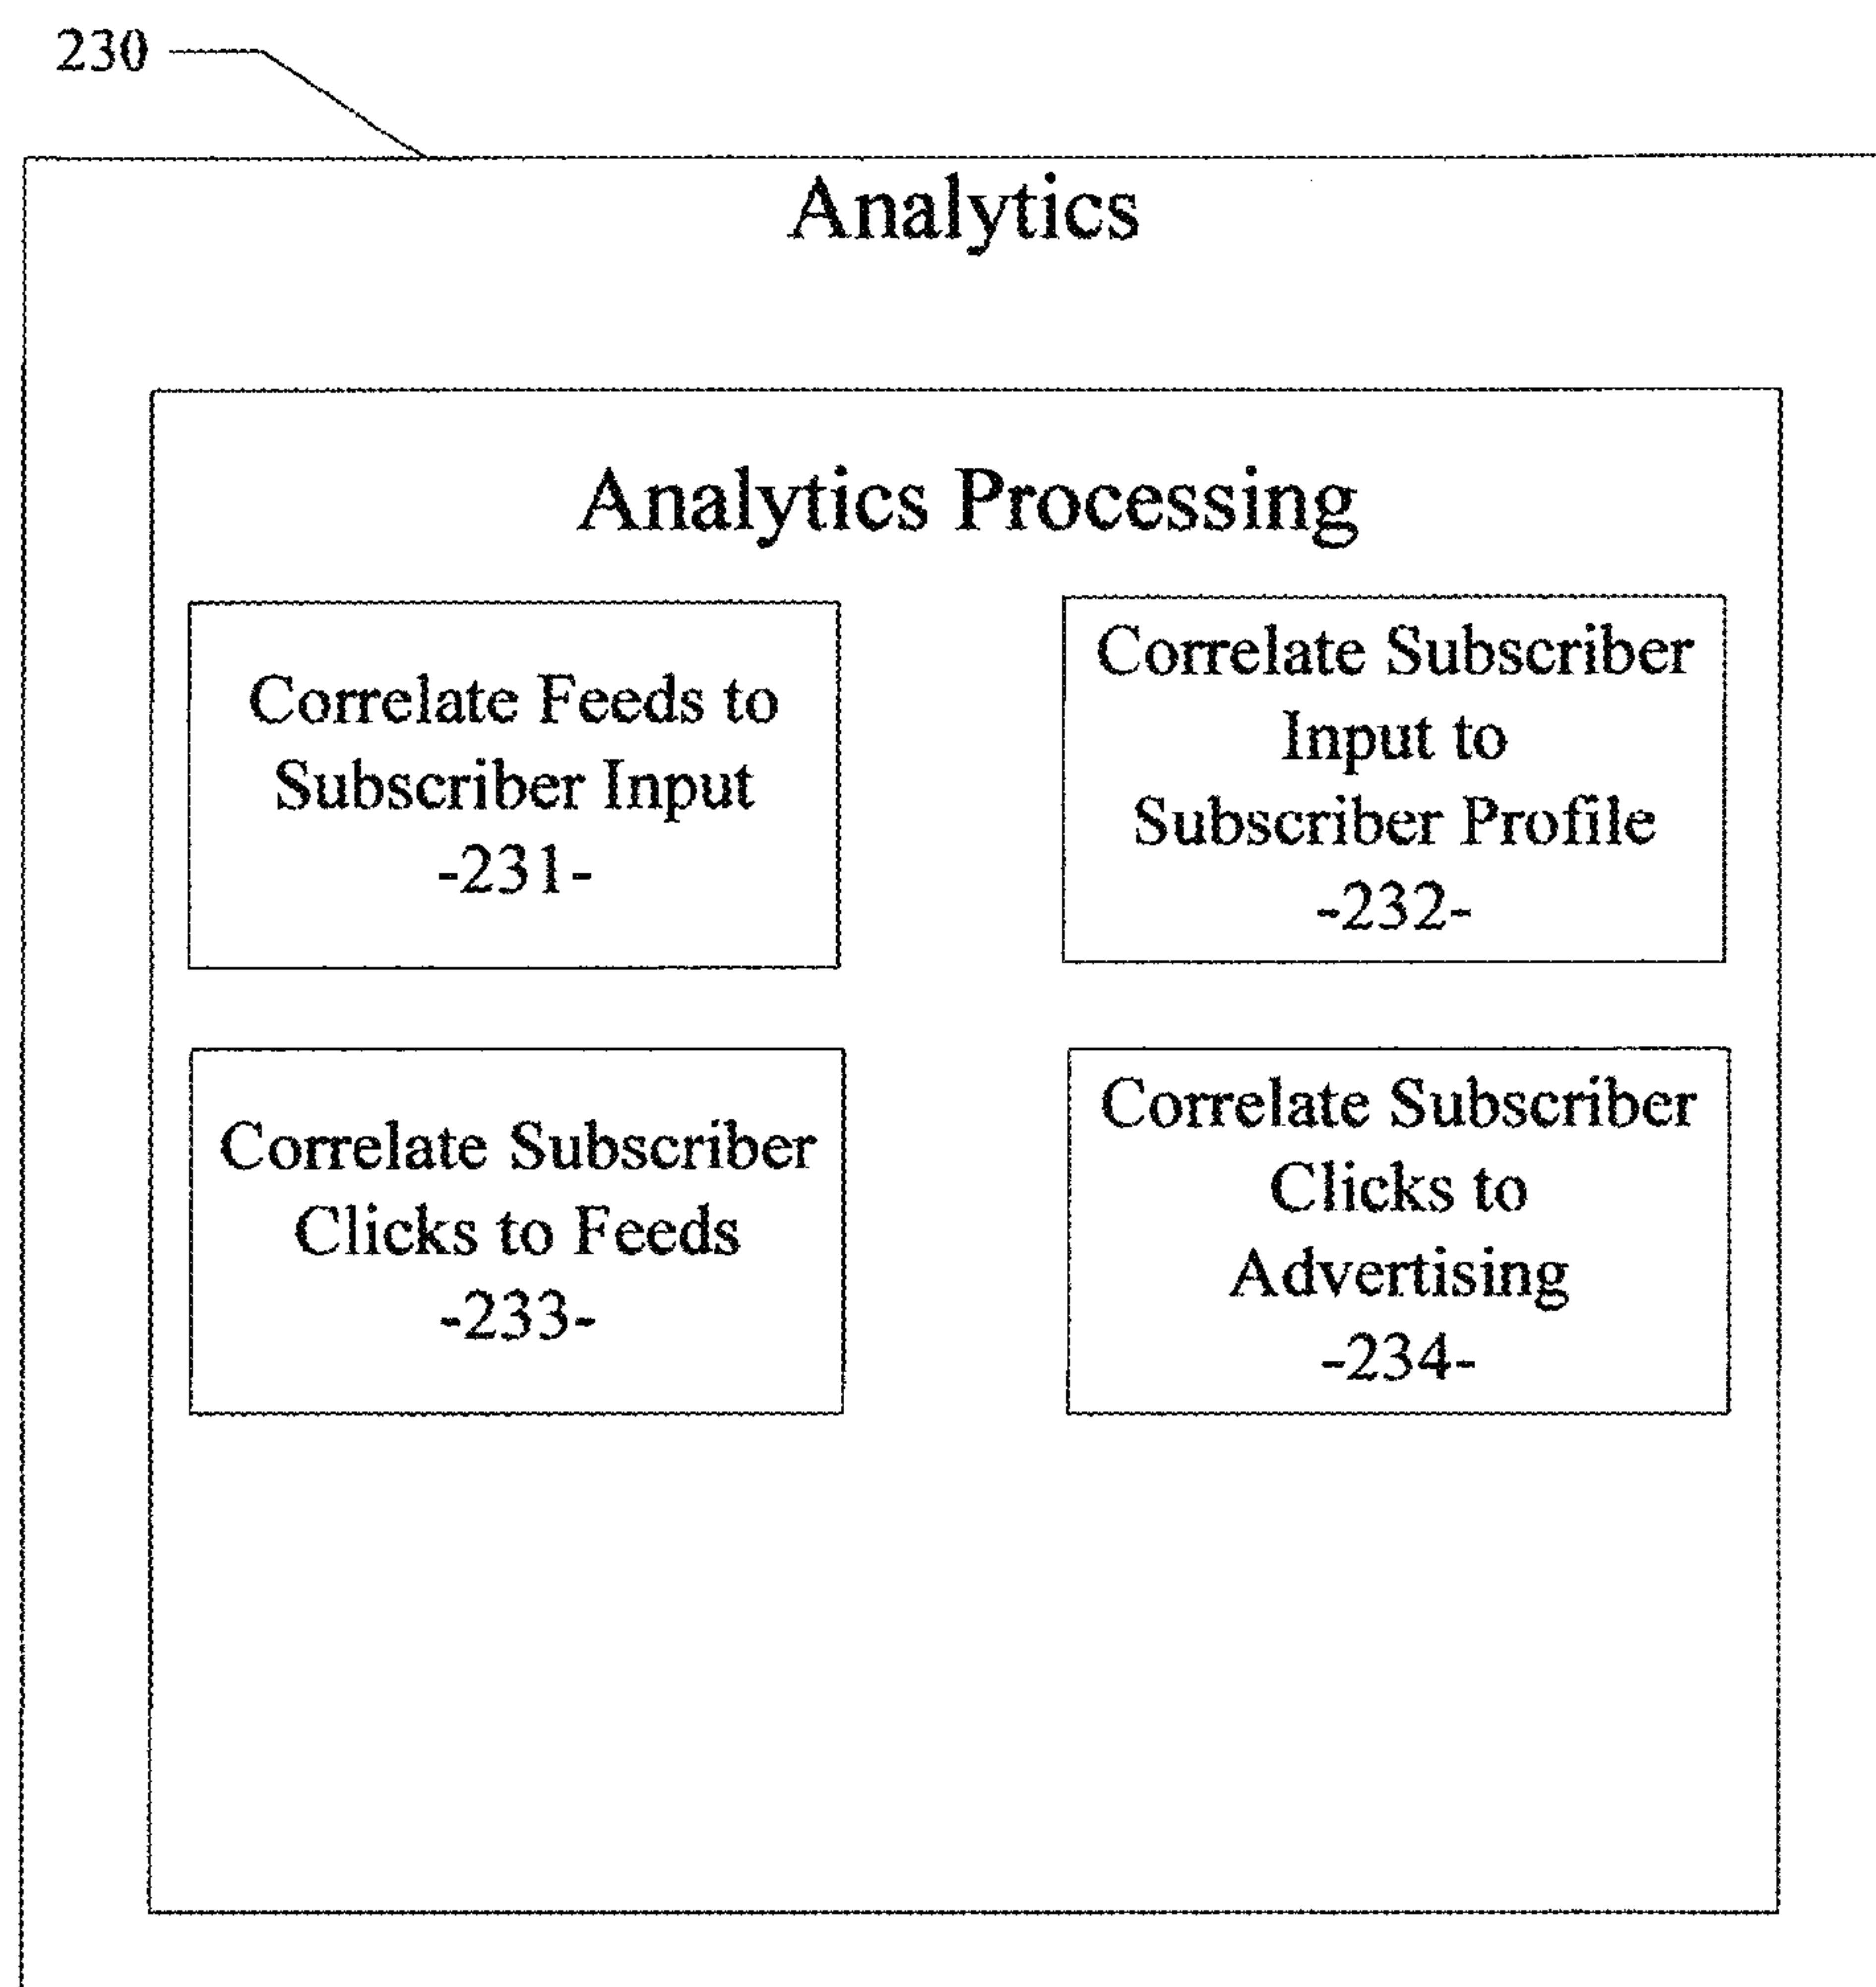 230
Analytics
Analytics Processing
Correlate Feeds to
Subscriber Input
-231-
Correlate Subscriber
Input to
Subscriber Profile
-232-
Correlate Subscriber
Clicks to Feeds
-233-
Correlate Subscriber
Clicks to
Advertising
-234-